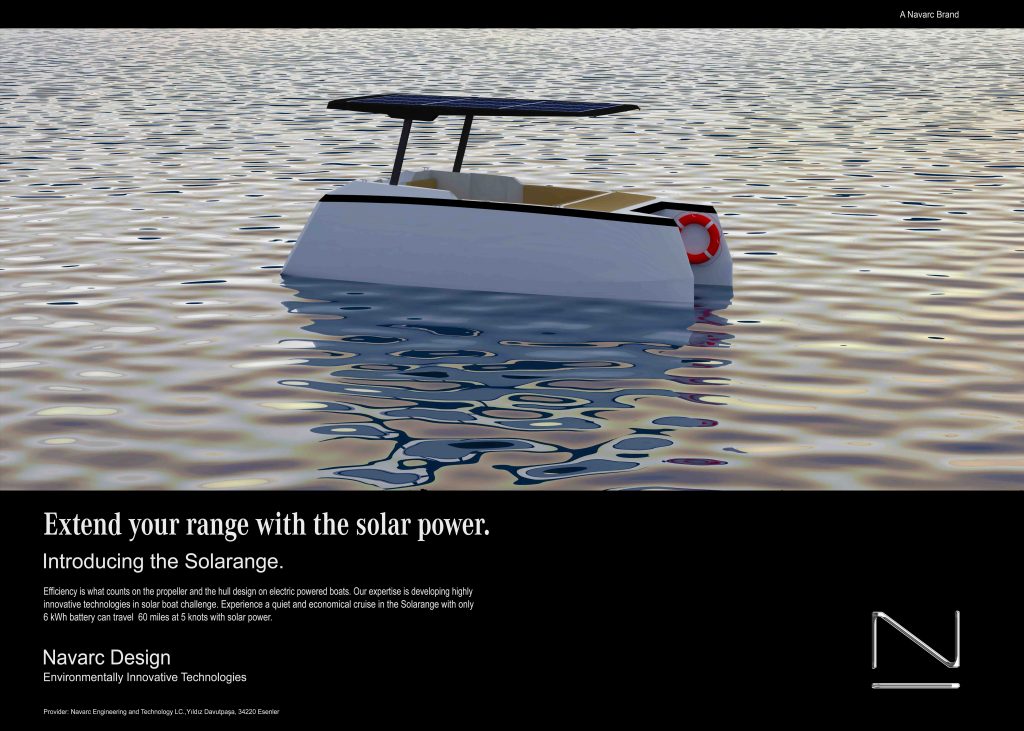 A Navarc Brand
Extend your range with the solar power.
Introducing the Solarange.
Efficiency is what counts on the propeller and the hull design on electric powered boats. Our expertise is developing highly
innovative technologies in solar boat challenge. Experience a quiet and economical cruise in the Solarange with only
6 kWh battery can travel  60 miles at 5 knots with solar power.
Navarc Design
Environmentally Innovative Technologies
N
Provider: Navarc Engineering and Technology LC.,Yıldız Davutpaşa, 34220 Esenler